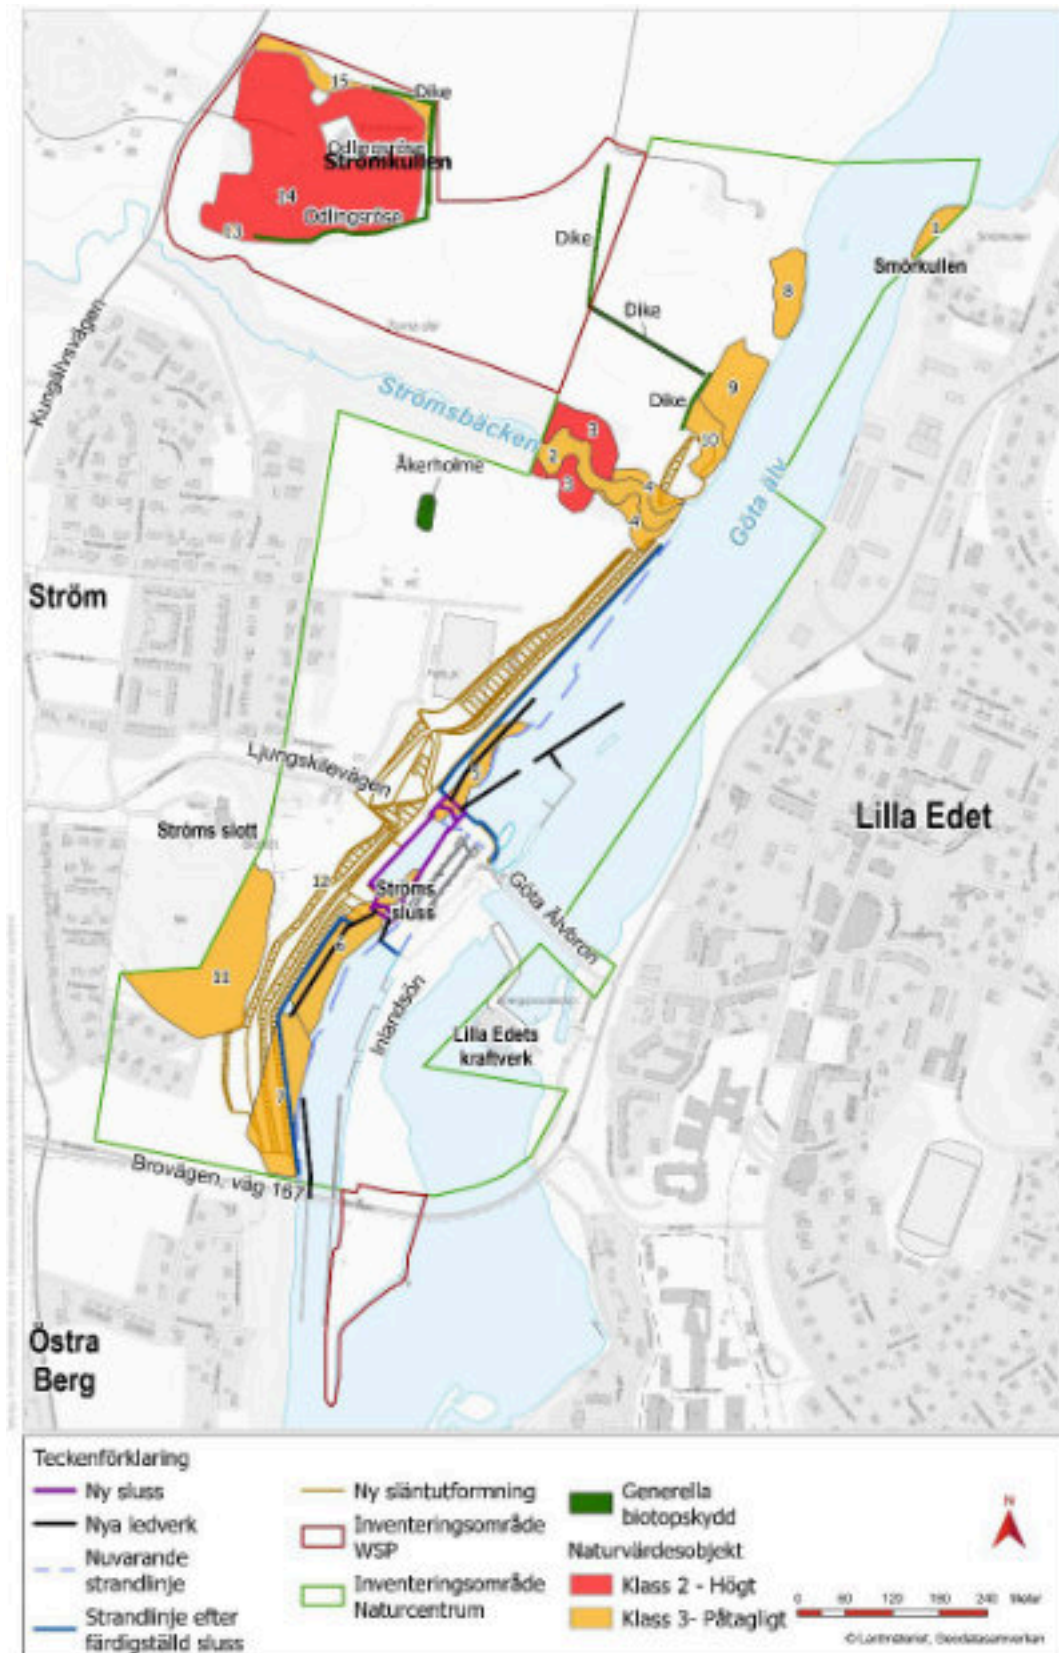 15
Dike
Odlingsröse
Strömkullen
14
Odlingsröse
13
Dike
1
Smörkullen
8
Dike
Kungälvsvägen
Strömsbäcken
Dike
9
10
3
2
3
4
4
Åkerholme
Göta älv
Ström
Ljungskilevägen
5
Lilla Edet
Ströms slott
12
Ströms
sluss
Göta Älvbron
6
11
Inlandsön
Lilla Edets
kraftverk
7
Brovägen, väg 167
Östra
Berg
Teckenförklaring
Ny sluss
Nya ledverk
Nuvarande
strandlinje
Strandlinje efter
färdigställd sluss
Ny släntutformning
Inventeringsområde
WSP
Inventeringsområde
Naturcentrum
Generella
biotopskydd
Naturvärdesobjekt
Klass 2 - Högt
Klass 3- Påtagligt
N
0 60 120 180 240 Meter
© Lantmäteriet, Geodatasamverkan